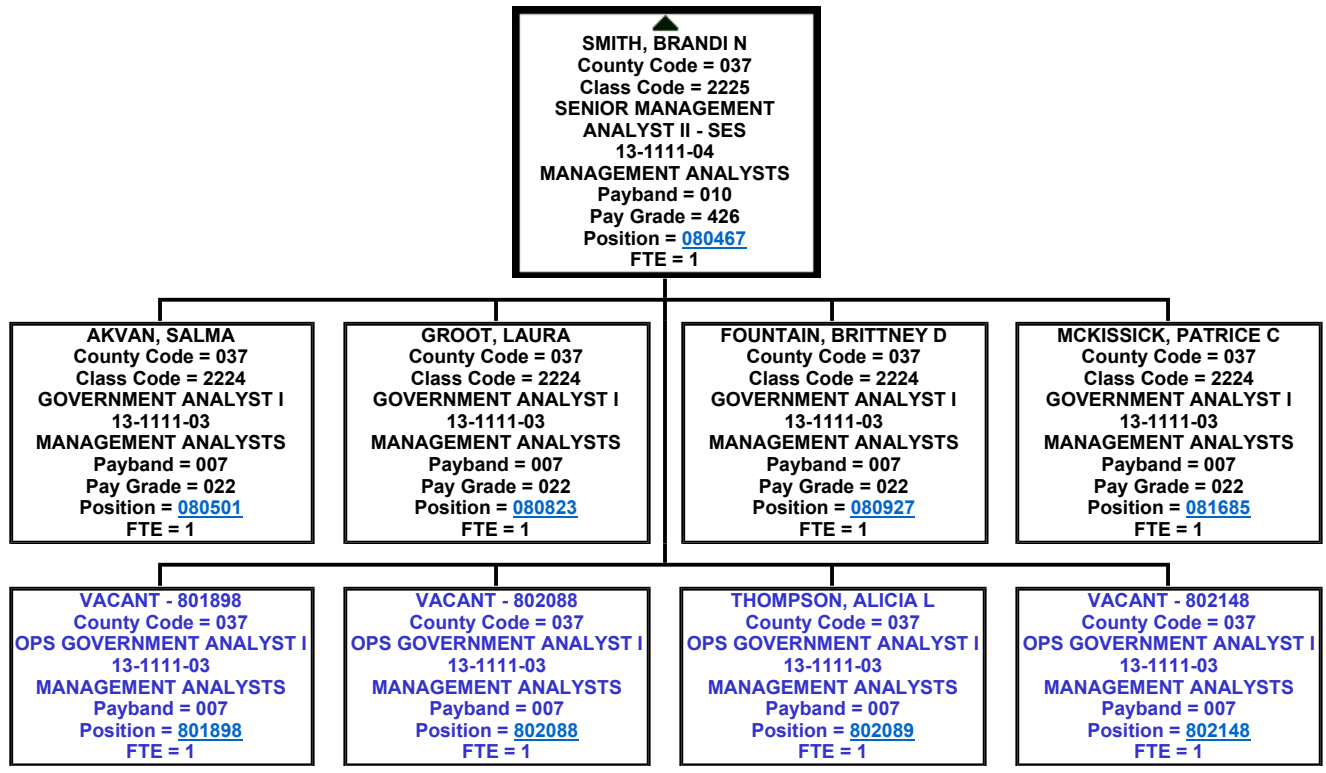 SMITH, BRANDI N
County Code = 037
Class Code = 2225
SENIOR MANAGEMENT
ANALYST II - SES
13-1111-04
MANAGEMENT ANALYSTS
Payband = 010
Pay Grade = 426
Position = 080467
FTE = 1
AKVAN, SALMA
County Code = 037
Class Code = 2224
GOVERNMENT ANALYST I
13-1111-03
MANAGEMENT ANALYSTS
Payband = 007
Pay Grade = 022
Position = 080501
FTE = 1
GROOT, LAURA
County Code = 037
Class Code = 2224
GOVERNMENT ANALYST I
13-1111-03
MANAGEMENT ANALYSTS
Payband = 007
Pay Grade = 022
Position = 080823
FTE = 1
FOUNTAIN, BRITTNEY D
County Code = 037
Class Code = 2224
GOVERNMENT ANALYST I
13-1111-03
MANAGEMENT ANALYSTS
Payband = 007
Pay Grade = 022
Position = 080927
FTE = 1
MCKISSICK, PATRICE C
County Code = 037
Class Code = 2224
GOVERNMENT ANALYST I
13-1111-03
MANAGEMENT ANALYSTS
Payband = 007
Pay Grade = 022
Position = 081685
FTE = 1
VACANT - 801898
County Code = 037
OPS GOVERNMENT ANALYST I
13-1111-03
MANAGEMENT ANALYSTS
Payband = 007
Position = 801898
FTE = 1
VACANT - 802088
County Code = 037
OPS GOVERNMENT ANALYST I
13-1111-03
MANAGEMENT ANALYSTS
Payband = 007
Position = 802088
FTE = 1
THOMPSON, ALICIA L
County Code = 037
OPS GOVERNMENT ANALYST I
13-1111-03
MANAGEMENT ANALYSTS
Payband = 007
Position = 802089
FTE = 1
VACANT - 802148
County Code = 037
OPS GOVERNMENT ANALYST I
13-1111-03
MANAGEMENT ANALYSTS
Payband = 007
Position = 802148
FTE = 1